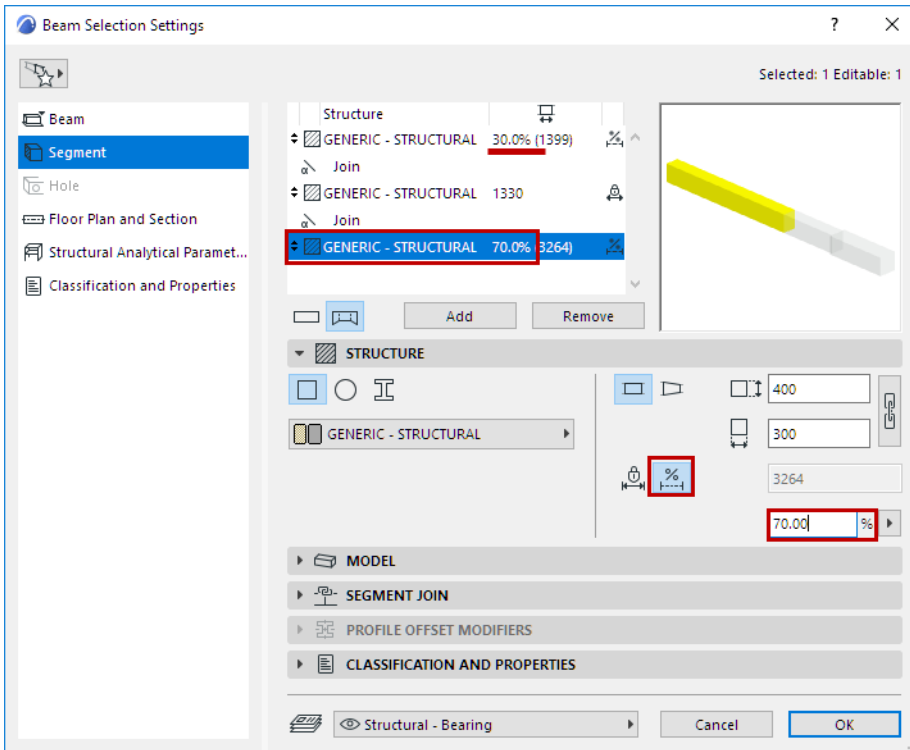 Beam Selection Settings ?
Selected: 1 Editable: 1
Beam
Segment
Hole
Floor Plan and Section
Structural Analytical Paramet...
Classification and Properties
Structure
GENERIC - STRUCTURAL 30.0% (1399)
Join
GENERIC - STRUCTURAL 1330
Join
GENERIC - STRUCTURAL 70.0% (3264)
Add Remove
STRUCTURE
400
GENERIC - STRUCTURAL 300
% 3264
70.00 %
MODEL
SEGMENT JOIN
PROFILE OFFSET MODIFIERS
CLASSIFICATION AND PROPERTIES
Structural - Bearing Cancel OK